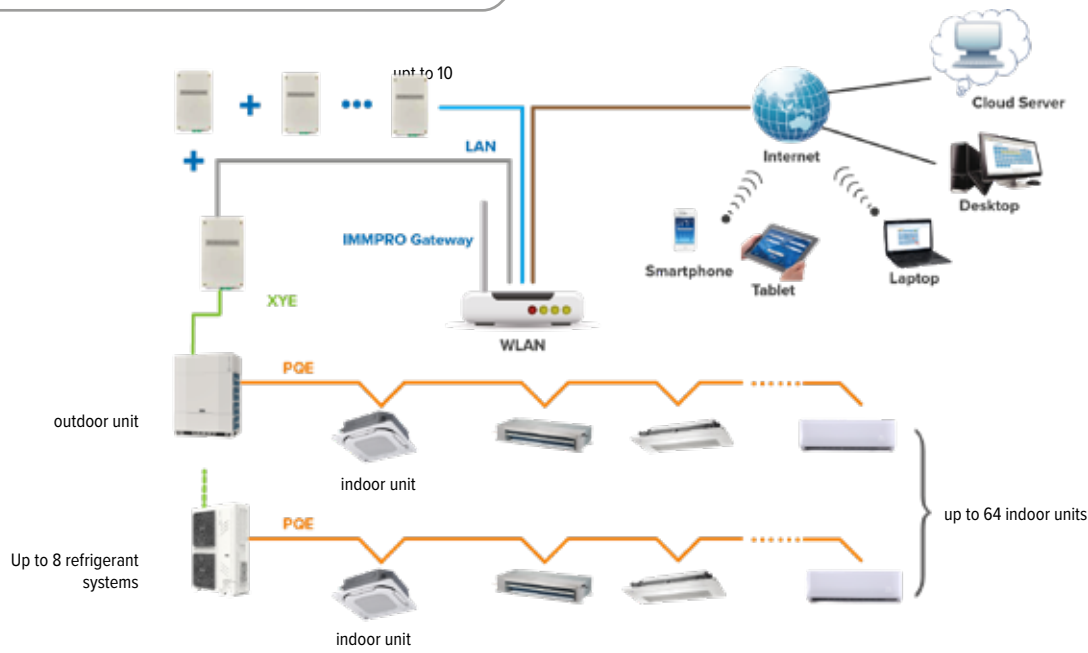 upt to 10
LAN
Cloud Server
Internet
Desktop
IMMPRO Gateway
Smartphone
Tablet
Laptop
XYE
WLAN
PQE
outdoor unit
indoor unit
up to 64 indoor units
PQE
Up to 8 refrigerant
systems
indoor unit